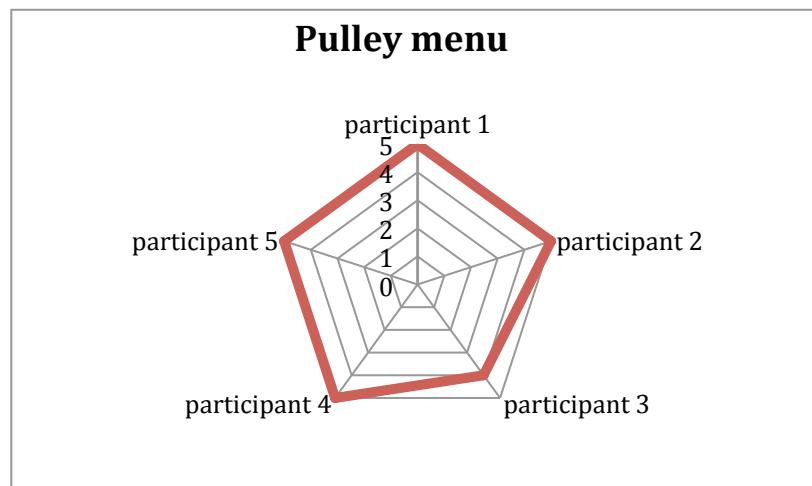 Pulley menu
participant 1
5
4
3
2
1
0
participant 2
participant 5
participant 4
participant 3